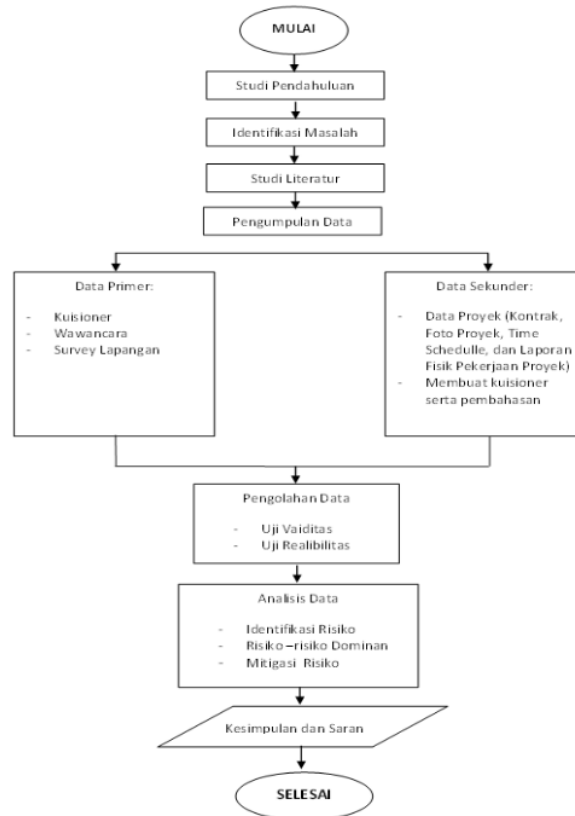 MULAI
Studi Pendahuluan
Identifikasi Masalah
Studi Literatur
Pengumpulan Data
Data Primer:
- Kuisioner
- Wawancara
- Survey Lapangan
Data Sekunder:
- Data Proyek (Kontrak,
Foto Proyek, Time
Schedulle, dan Laporan
Fisik Pekerjaan Proyek)
- Membuat kuisioner
serta pembahasan
Pengolahan Data
- Uji Vaiditas
- Uji Realibilitas
Analisis Data
- Identifikasi Risiko
- Risiko –risiko Dominan
- Mitigasi Risiko
Kesimpulan dan Saran
SELESAI